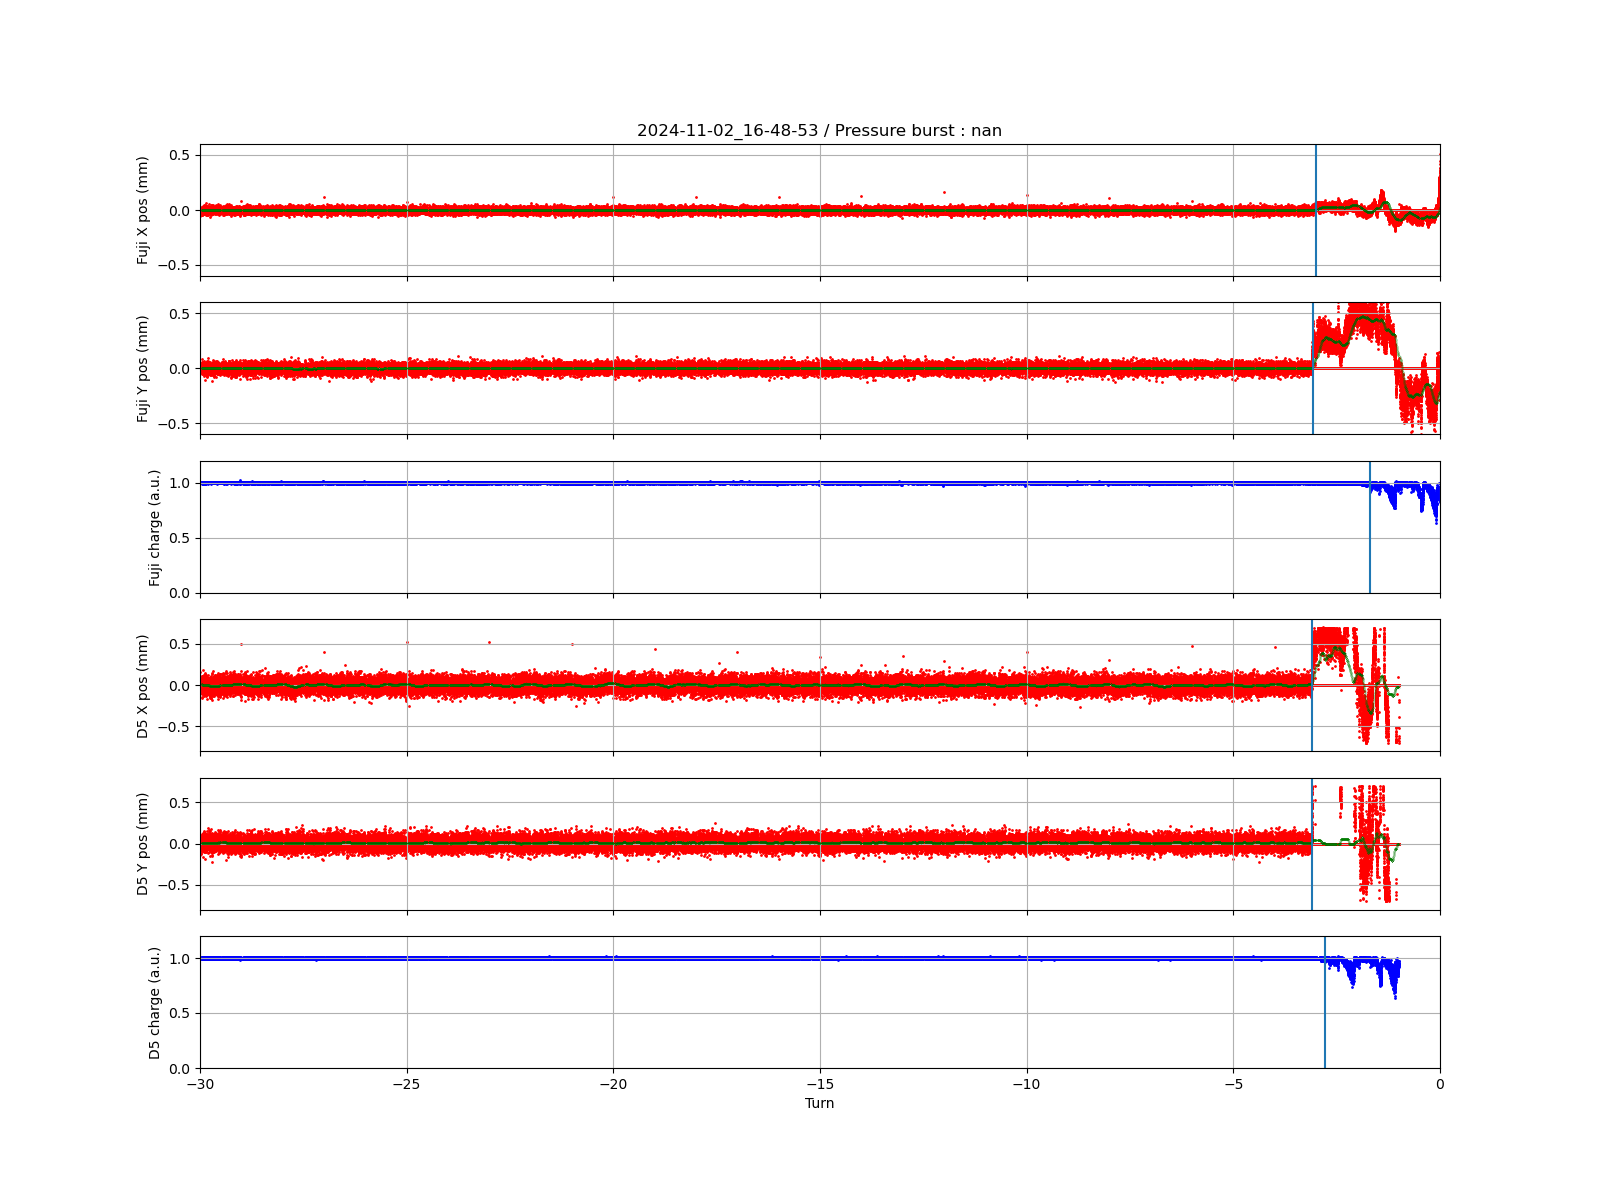 2024-11-02_16-48-53 / Pressure burst : nan
Fuji X pos (mm)
0.5
0.0
−0.5
Fuji Y pos (mm)
0.5
0.0
−0.5
Fuji charge (a.u.)
1.0
0.5
0.0
D5 X pos (mm)
0.5
0.0
−0.5
D5 Y pos (mm)
0.5
0.0
−0.5
D5 charge (a.u.)
1.0
0.5
0.0
−30 −25 −20 −15 −10 −5 0
Turn